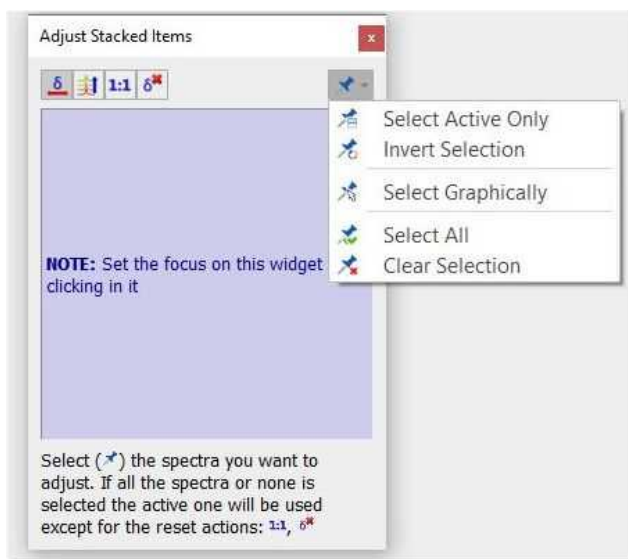 Adjust Stacked Items
x
δ 1:1 δ
Select Active Only
Invert Selection
Select Graphically
Select All
Clear Selection
NOTE: Set the focus on this widget
clicking in it
Select ( ) the spectra you want to
adjust. If all the spectra or none is
selected the active one will be used
except for the reset actions: 1:1, δ